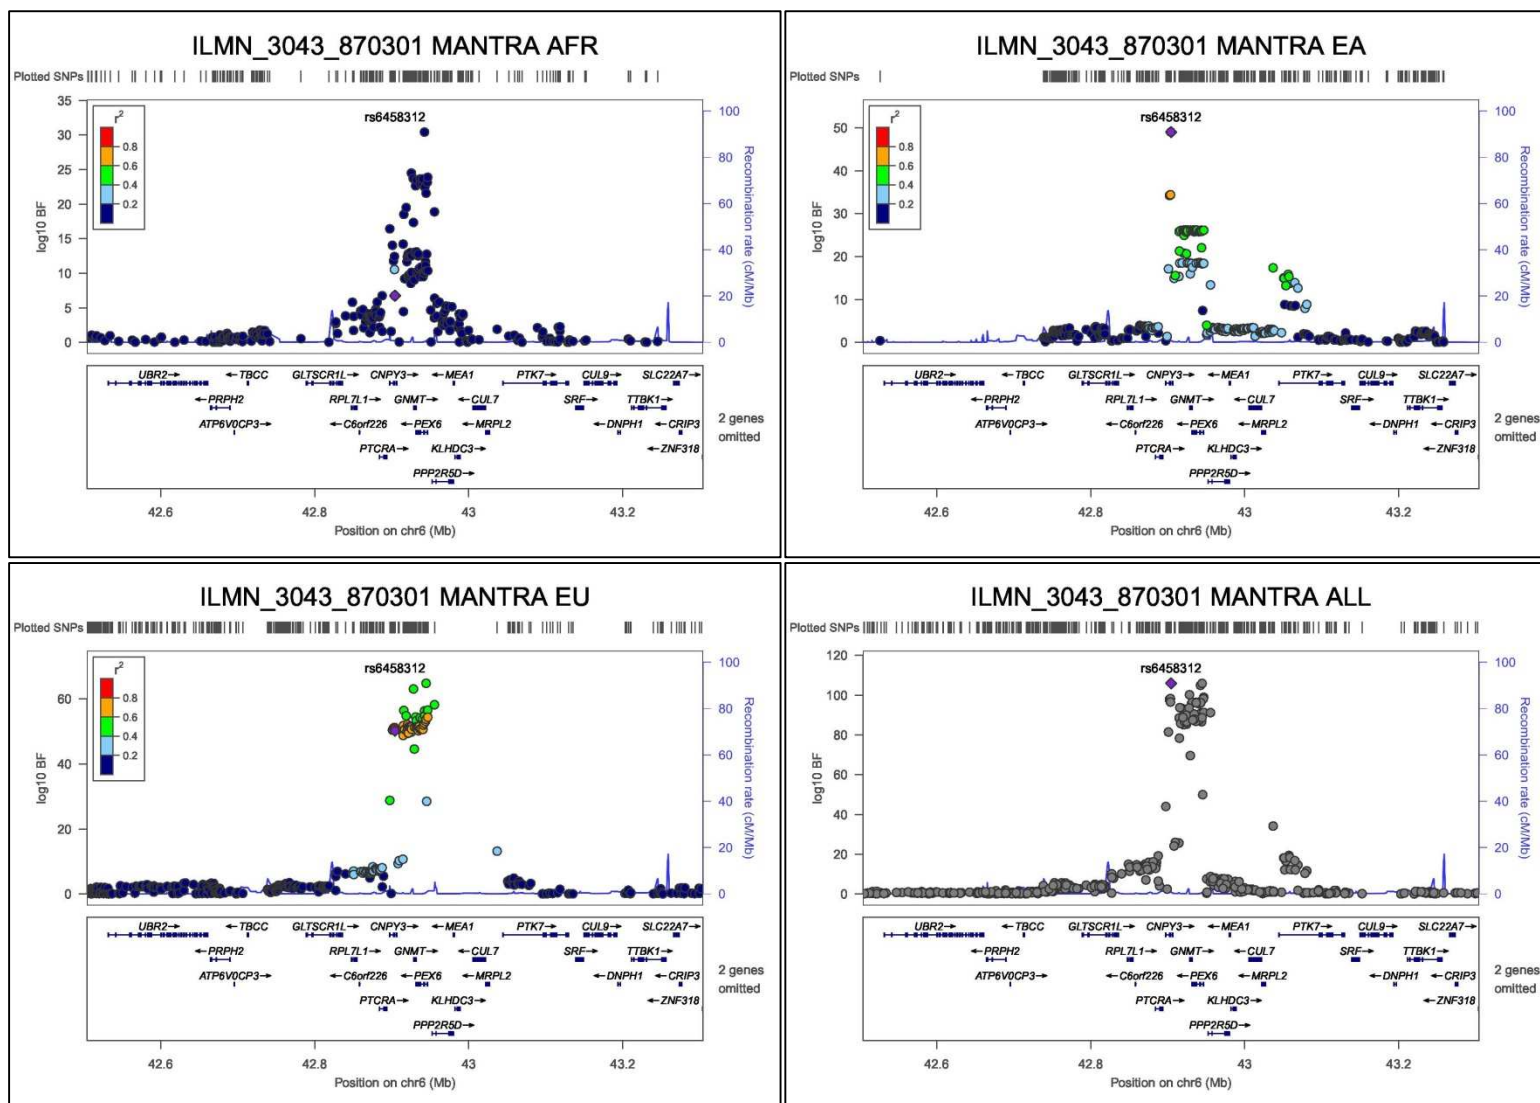 ILMN_3043_870301 MANTRA AFR
Plotted SNPs
rs6458312
r²
0.8
0.6
0.4
0.2
35
30
25
20
15
10
5
0
log10 BF
100
80
60
40
20
0
Recombination rate (cM/Mb)
UBR2→ ←TBCC GLTSCR1L→ CNPY3→ ←MEA1 PTK7→ CUL9→ SLC22A7→
←PRPH2 RPL7L1→ GNMT→ ←CUL7 SRF→ TTBK1→
ATP6V0CP3→ ←C6orf226 ←PEX6 ←MRPL2 ←DNPH1 ←CRIP3
PTCRA→ KLHDC3→ ←ZNF318
PPP2R5D→
2 genes
omitted
42.6 42.8 43 43.2
Position on chr6 (Mb)
ILMN_3043_870301 MANTRA EA
Plotted SNPs
rs6458312
r²
0.8
0.6
0.4
0.2
50
40
30
20
10
0
log10 BF
100
80
60
40
20
0
Recombination rate (cM/Mb)
UBR2→ ←TBCC GLTSCR1L→ CNPY3→ ←MEA1 PTK7→ CUL9→ SLC22A7→
←PRPH2 RPL7L1→ GNMT→ ←CUL7 SRF→ TTBK1→
ATP6V0CP3→ ←C6orf226 ←PEX6 ←MRPL2 ←DNPH1 ←CRIP3
PTCRA→ KLHDC3→ ←ZNF318
PPP2R5D→
2 genes
omitted
42.6 42.8 43 43.2
Position on chr6 (Mb)
ILMN_3043_870301 MANTRA EU
Plotted SNPs
rs6458312
r²
0.8
0.6
0.4
0.2
60
40
20
0
log10 BF
100
80
60
40
20
0
Recombination rate (cM/Mb)
UBR2→ ←TBCC GLTSCR1L→ CNPY3→ ←MEA1 PTK7→ CUL9→ SLC22A7→
←PRPH2 RPL7L1→ GNMT→ ←CUL7 SRF→ TTBK1→
ATP6V0CP3→ ←C6orf226 ←PEX6 ←MRPL2 ←DNPH1 ←CRIP3
PTCRA→ KLHDC3→ ←ZNF318
PPP2R5D→
2 genes
omitted
42.6 42.8 43 43.2
Position on chr6 (Mb)
ILMN_3043_870301 MANTRA ALL
Plotted SNPs
rs6458312
120
100
80
60
40
20
0
log10 BF
100
80
60
40
20
0
Recombination rate (cM/Mb)
UBR2→ ←TBCC GLTSCR1L→ CNPY3→ ←MEA1 PTK7→ CUL9→ SLC22A7→
←PRPH2 RPL7L1→ GNMT→ ←CUL7 SRF→ TTBK1→
ATP6V0CP3→ ←C6orf226 ←PEX6 ←MRPL2 ←DNPH1 ←CRIP3
PTCRA→ KLHDC3→ ←ZNF318
PPP2R5D→
2 genes
omitted
42.6 42.8 43 43.2
Position on chr6 (Mb)